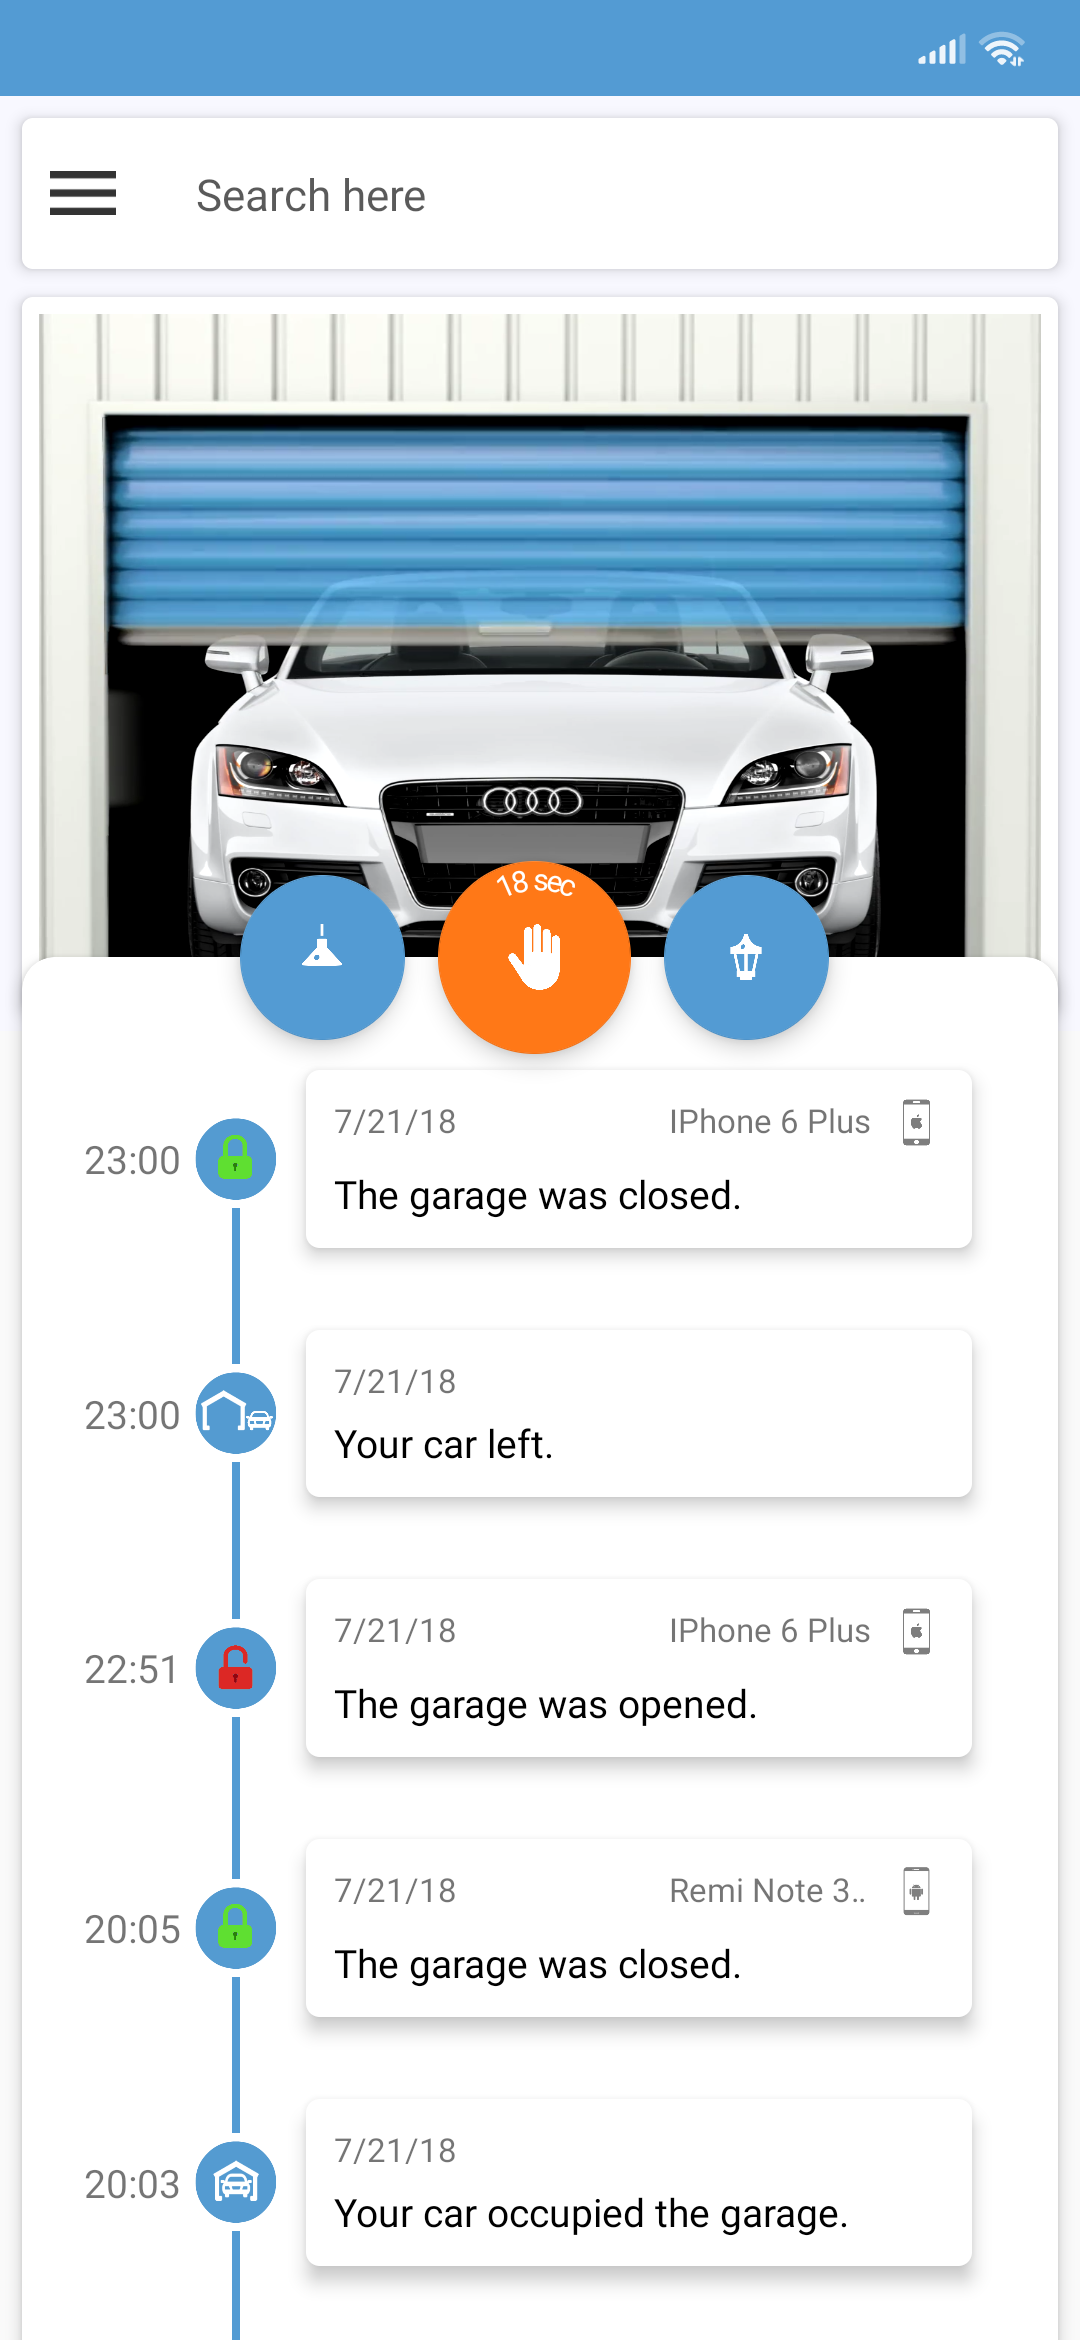 Search here
18 sec
23:00
7/21/18 IPhone 6 Plus
The garage was closed.
23:00
7/21/18
Your car left.
22:51
7/21/18 IPhone 6 Plus
The garage was opened.
20:05
7/21/18 Remi Note 3..
The garage was closed.
20:03
7/21/18
Your car occupied the garage.